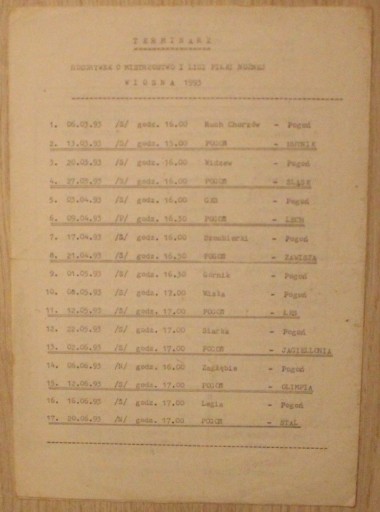 TERMINARZ
ROZGRYWEK O MISTRZOSTWO I LIGI PIŁKI NOŻNEJ
WIOSNA 1993
1. 06.03.93 /S/ godz. 16.00 Ruch Chorzów - Pogoń
2. 13.03.93 /S/ godz. 15.00 POGOŃ -
3. 20.03.93 /S/ godz. 16.00 Widzew - Pogoń
4. 27.03.93 /S/ godz. 16.00 POGOŃ - ŚLĄSK
5. 03.04.93 /S/ godz. 16.00 GKS - Pogoń
6. 09.04.93 /P/ godz. 16.30 POGOŃ - LECH
7. 17.04.93 /S/ godz. 16.00 Szombierki - Pogoń
8. 21.04.93 /Ś/ godz. 16.30 POGOŃ - ZAWISZA
9. 01.05.93 /S/ godz. 16.30 Górnik - Pogoń
10. 08.05.93 /S/ godz. 17.00 Wisła - Pogoń
11. 12.05.93 /Ś/ godz. 17.00 POGOŃ - ŁKS
12. 22.05.93 /S/ godz. 17.00 Siarka - Pogoń
13. 02.06.93 /Ś/ godz. 17.00 POGOŃ - JAGIELLONIA
14. 06.06.93 /N/ godz. 16.00 Zagłębie - Pogoń
15. 12.06.93 /S/ godz. 17.00 POGOŃ - OLIMPIA
16. 16.06.93 /Ś/ godz. 17.00 Legia - Pogoń
17. 20.06.93 /N/ godz. 17.00 POGOŃ - STAL